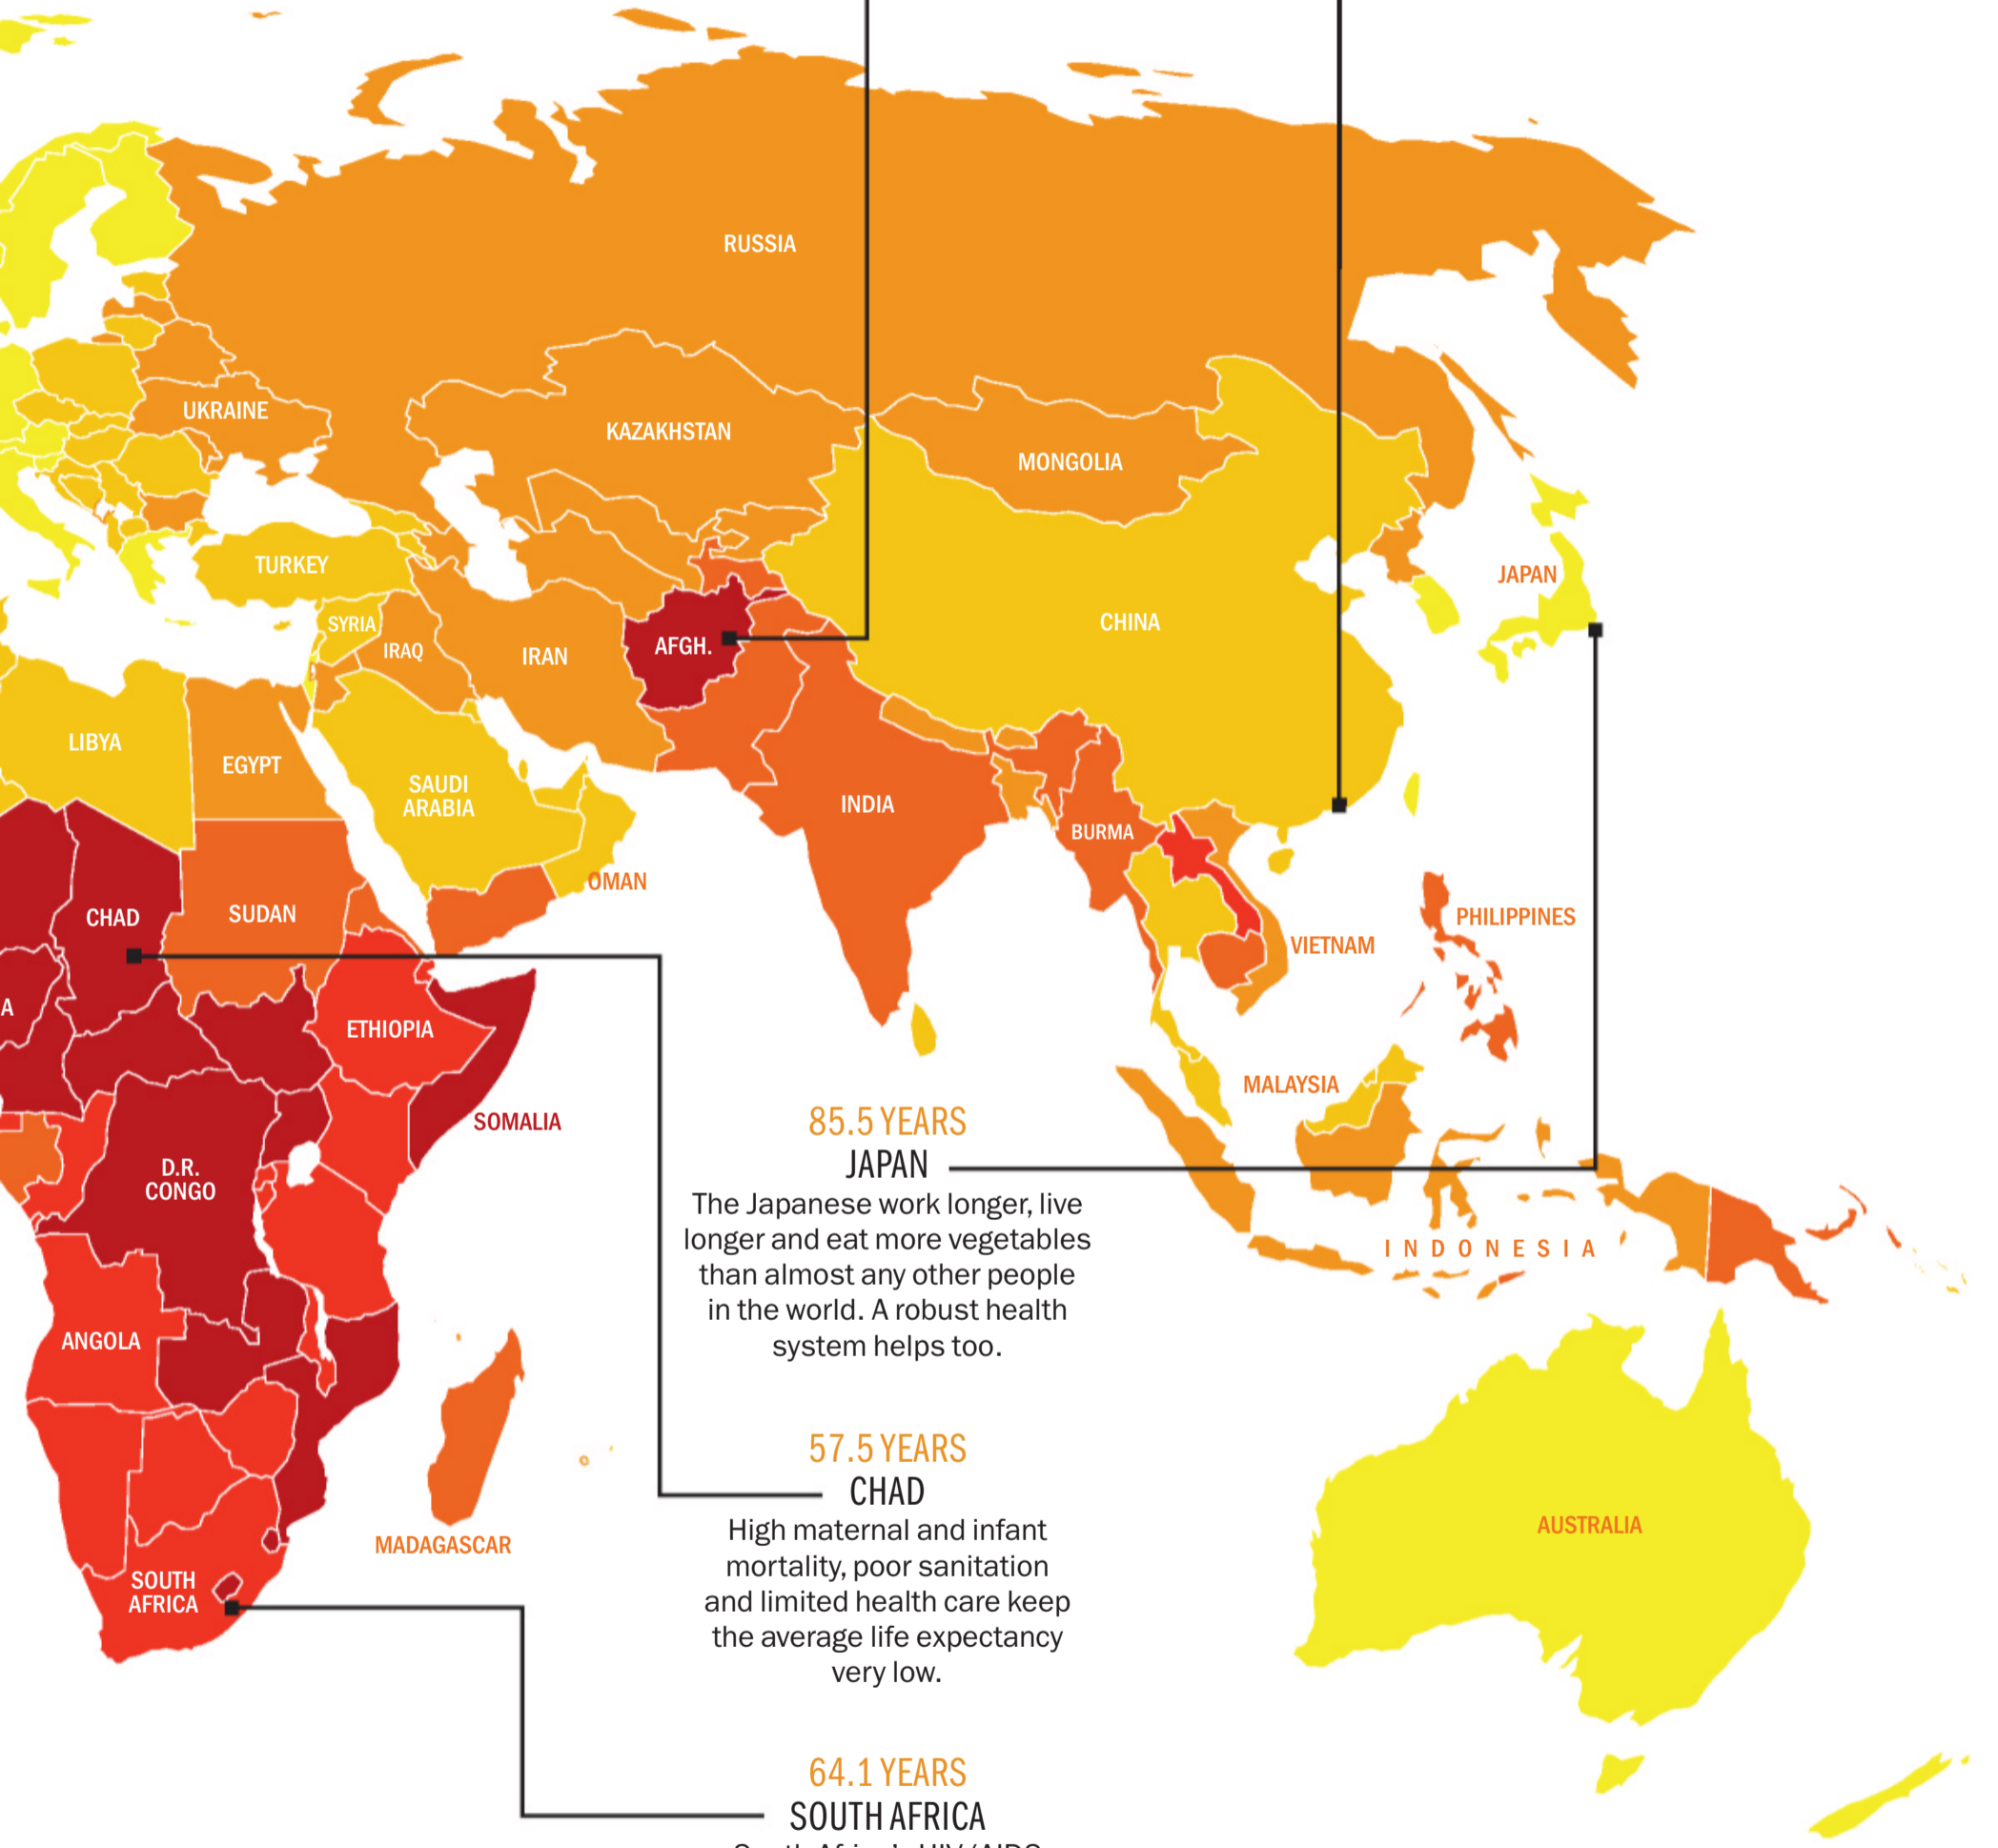 RUSSIA
UKRAINE
KAZAKHSTAN
MONGOLIA
TURKEY
JAPAN
SYRIA
IRAQ
IRAN
AFGH.
CHINA
LIBYA
EGYPT
SAUDI
ARABIA
INDIA
BURMA
OMAN
CHAD
SUDAN
PHILIPPINES
VIETNAM
A
ETHIOPIA
SOMALIA
MALAYSIA
D.R.
CONGO
INDONESIA
ANGOLA
MADAGASCAR
SOUTH
AFRICA
AUSTRALIA
85.5 YEARS
JAPAN
The Japanese work longer, live
longer and eat more vegetables
than almost any other people
in the world. A robust health
system helps too.
57.5 YEARS
CHAD
High maternal and infant
mortality, poor sanitation
and limited health care keep
the average life expectancy
very low.
64.1 YEARS
SOUTH AFRICA